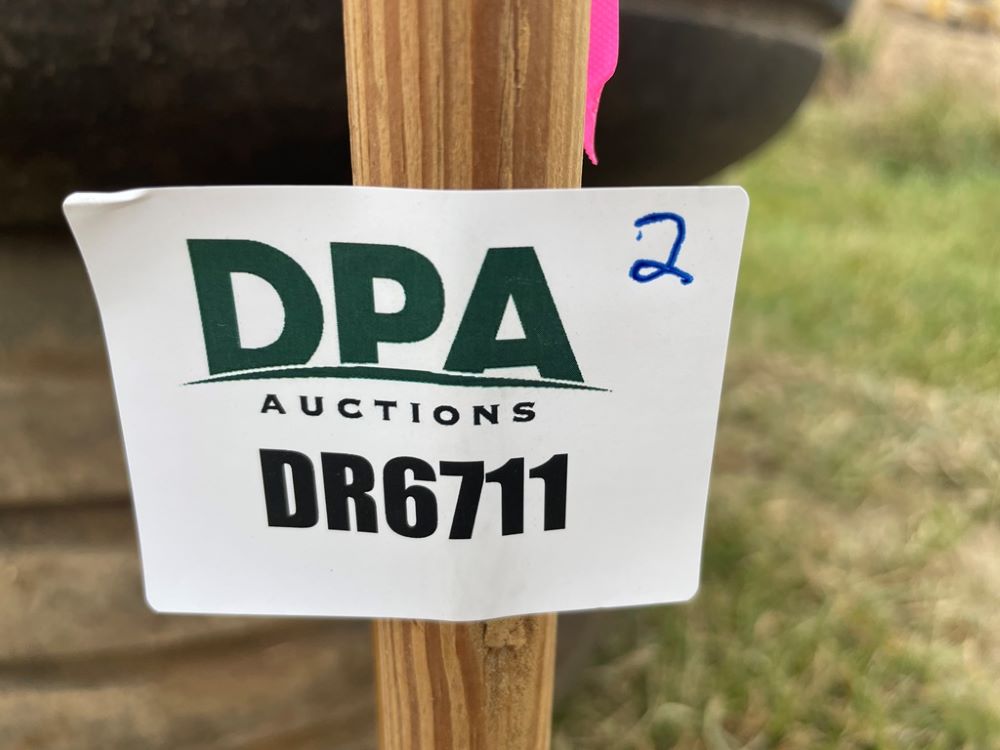 2
DPA
AUCTIONS
DR6711